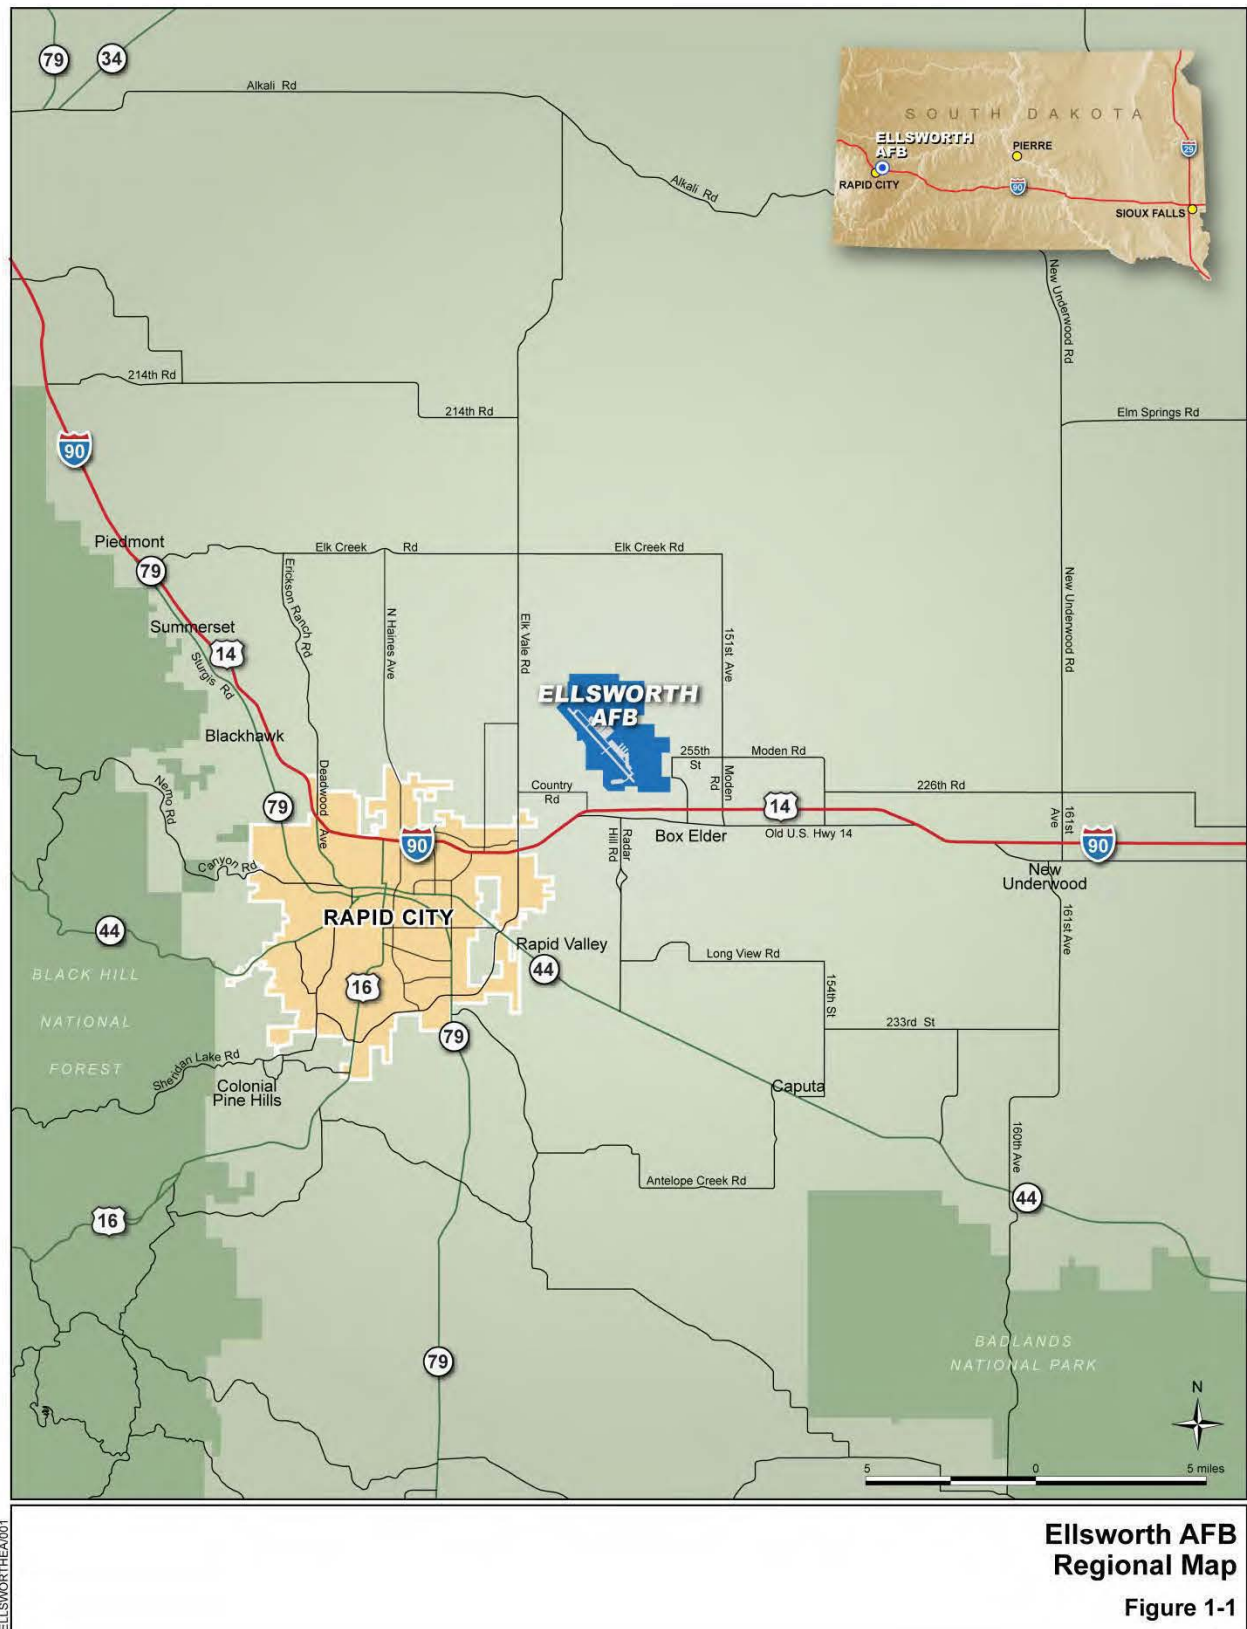 79
34
Alkali Rd
Alkali Rd
SOUTH DAKOTA
ELLSWORTH
AFB
PIERRE
29
RAPID CITY
90
SIOUX FALLS
New Underwood Rd
214th Rd
214th Rd
Elm Springs Rd
90
Piedmont
79
Elk Creek Rd
Elk Creek Rd
Erickson Ranch Rd
N Haines Ave
Elk Vale Rd
151st Ave
New Underwood Rd
Summerset
14
Sturgis Rd
ELLSWORTH
AFB
Blackhawk
255th
St
Moden Rd
Nemo Rd
Deadwood Ave
Country
Rd
Moden
Rd
226th Rd
79
14
161st
Ave
90
Radar
Hill Rd
Box Elder
Old U.S. Hwy 14
90
Canyon Rd
New
Underwood
RAPID CITY
161st Ave
44
Rapid Valley
44
Long View Rd
BLACK HILL
NATIONAL
FOREST
16
154th St
233rd St
79
Sheridan Lake Rd
Colonial
Pine Hills
Caputa
160th Ave
Antelope Creek Rd
44
16
79
BADLANDS
NATIONAL PARK
N
5 0 5 miles
Ellsworth AFB
Regional Map
Figure 1-1
ELLSWORTHEA/001